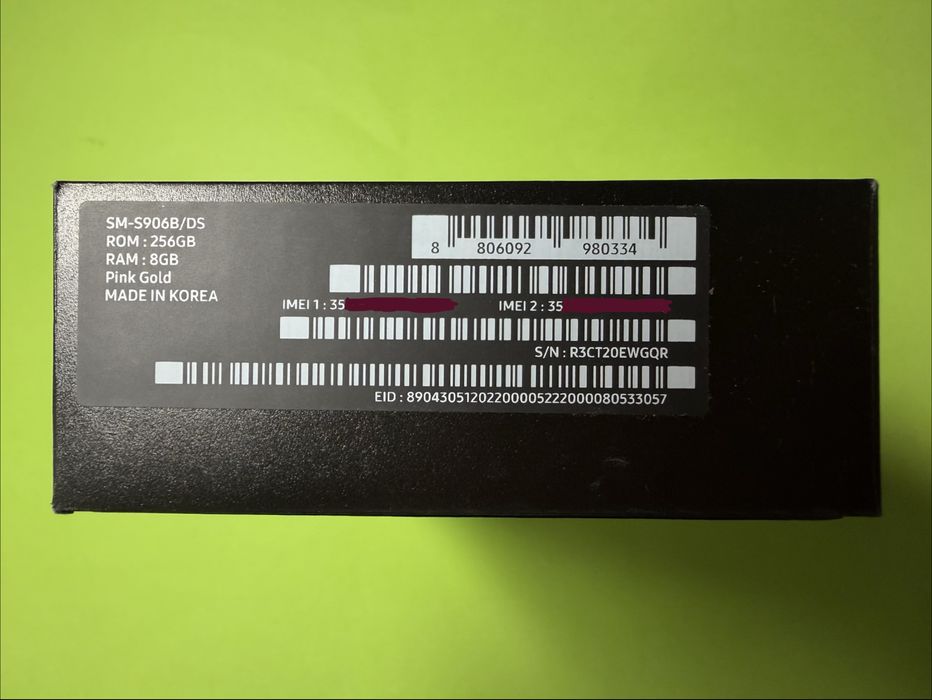 SM-S906B/DS
ROM : 256GB
RAM : 8GB
Pink Gold
MADE IN KOREA
8 806092 980334
IMEI 1 : 35
IMEI 2 : 35
S/N : R3CT20EWGQR
EID : 89043051202200005222000080533057